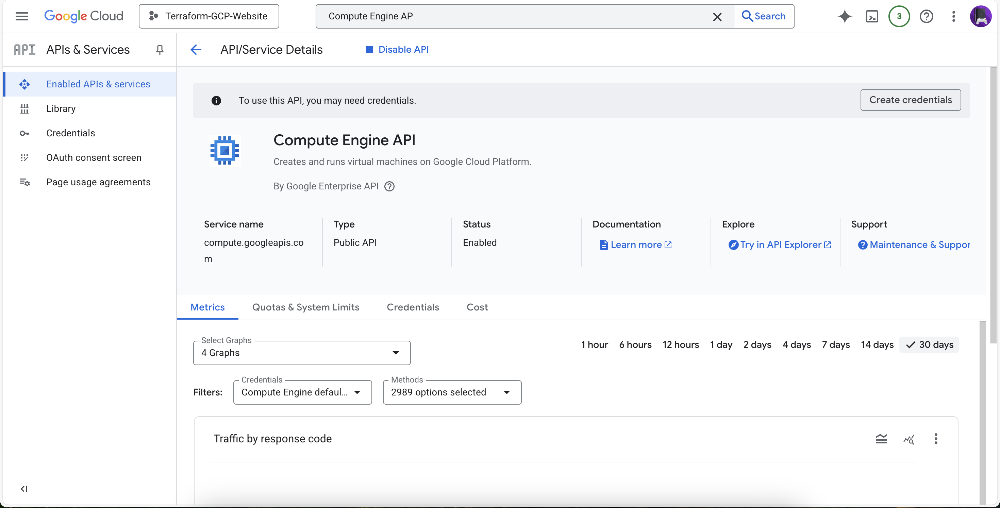 Google Cloud
Terraform-GCP-Website
Compute Engine AP
Search
3
API
APIs & Services
API/Service Details
Disable API
Enabled APIs & services
Library
Credentials
OAuth consent screen
Page usage agreements
To use this API, you may need credentials.
Create credentials
Compute Engine API
Creates and runs virtual machines on Google Cloud Platform.
By Google Enterprise API
Service name
compute.googleapis.co
m
Type
Public API
Status
Enabled
Documentation
Learn more
Explore
Try in API Explorer
Support
Maintenance & Suppor
Metrics
Quotas & System Limits
Credentials
Cost
Select Graphs
4 Graphs
1 hour
6 hours
12 hours
1 day
2 days
4 days
7 days
14 days
30 days
Filters:
Credentials
Compute Engine defaul...
Methods
2989 options selected
Traffic by response code